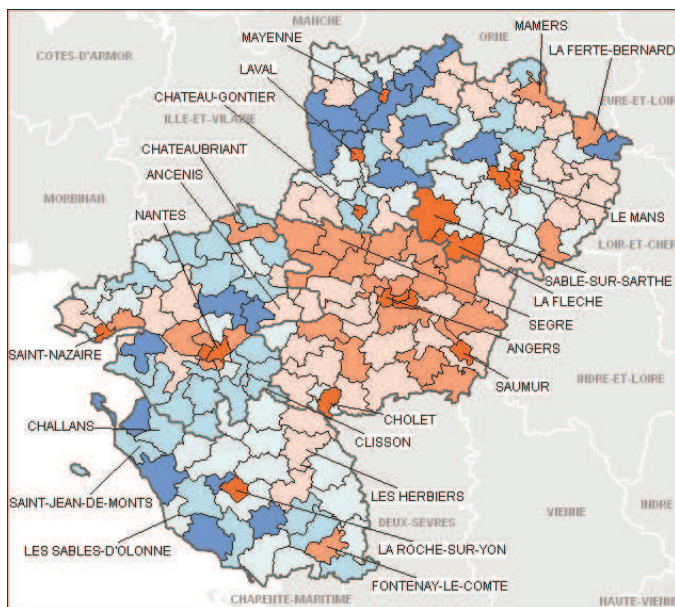 MANCHE
ORNE
MAMERS
MAYENNE
LA FERTE-BERNARD
COTES-D'ARMOR
LAVAL
CHATEAU-GONTIER
EURE-ET-LOIR
ILLE-ET-VILAINE
CHATEAUBRIANT
ANCENIS
MORBIHAN
NANTES
LE MANS
LOIR-ET-CHER
SABLE-SUR-SARTHE
LA FLECHE
SEGRE
SAINT-NAZAIRE
ANGERS
INDRE-ET-LOIRE
SAUMUR
CHOLET
CHALLANS
CLISSON
SAINT-JEAN-DE-MONTS
LES HERBIERS
VIENNE
INDRE
DEUX-SEVRES
LES SABLES-D'OLONNE
LA ROCHE-SUR-YON
FONTENAY-LE-COMTE
CHARENTE-MARITIME
HAUTE-VIENN